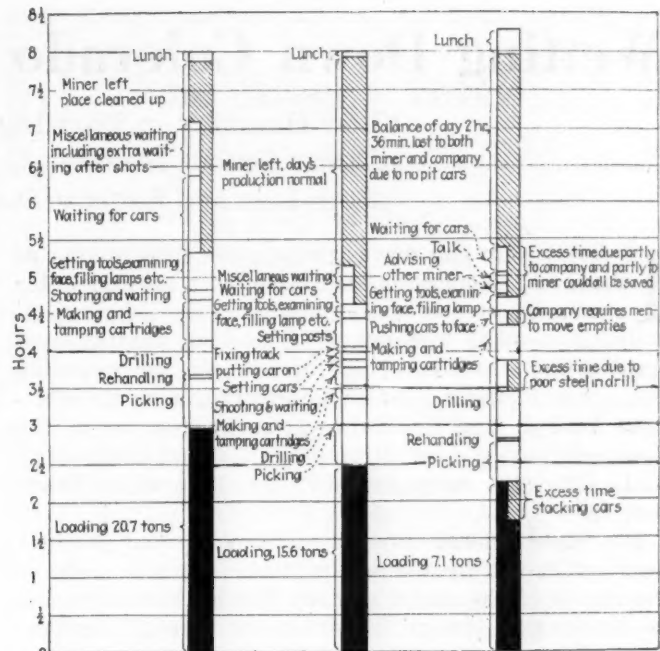 8½
8
7½
7
6½
6
5½
5
4½
4
3½
3
2½
2
1½
1
½
Hours
Lunch
Miner left
place cleaned up
Miscellaneous waiting
including extra wait-
ing after shots
Waiting for cars
Getting tools, examining
face, filling lamps etc.
Shooting and waiting
Making and
tamping cartridges
Drilling
Rehandling
Picking
Loading 20.7 tons
Lunch
Miner left, day's
production normal
Miscellaneous waiting
Waiting for cars
Getting tools, examining
face, filling lamp etc.
Setting posts
Fixing track
putting car on
Setting cars
Shooting & waiting
Making and
tamping cartridges
Drilling
Picking
Loading, 15.6 tons
Lunch
Balance of day 2 hr.
36 min. lost to both
miner and company
due to no pit cars
Waiting for cars
Talk
Advising
other miner
Getting tools, examin-
ing face, filling lamp
Pushing cars to face
Making and
tamping cartridges
Drilling
Rehandling
Picking
Loading 7.1 tons
Excess time due partly
to company and partly to
miner could all be saved
Company requires men
to move empties
Excess time due to
poor steel in drill
Excess time
stacking cars